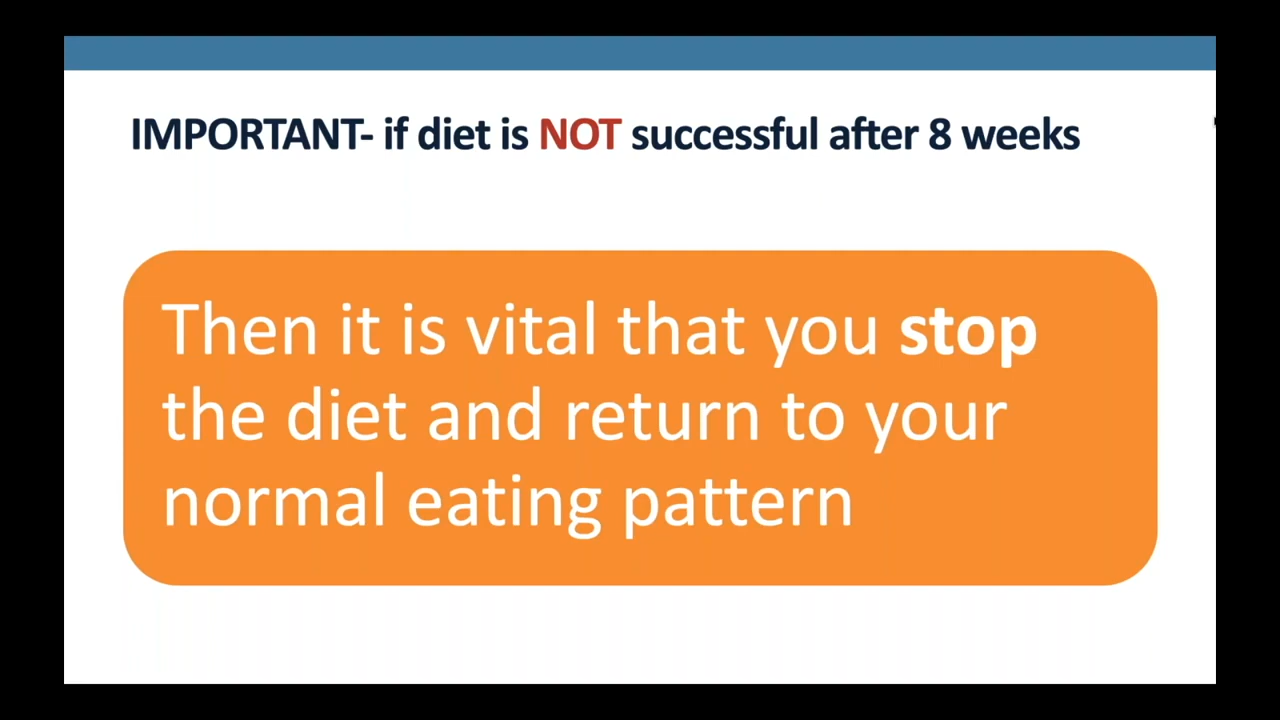 IMPORTANT- if diet is NOT successful after 8 weeks
Then it is vital that you stop
the diet and return to your
normal eating pattern